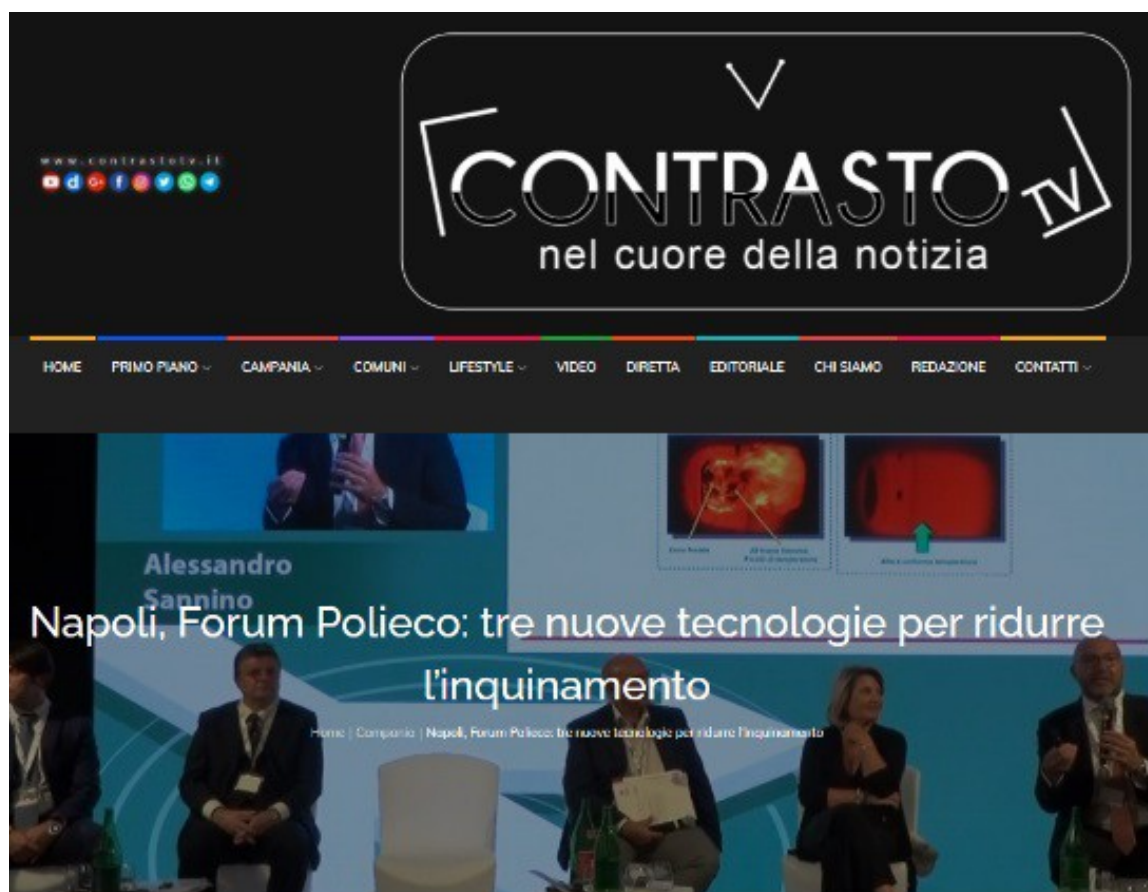 www.contrastotv.it
CONTRASTO TV
nel cuore della notizia
HOME PRIMO PIANO CAMPANIA COMUNI LIFESTYLE VIDEO DIRETTA EDITORIALE CHI SIAMO REDAZIONE CONTATTI
Alessandro
Sannino
Napoli, Forum Polieco: tre nuove tecnologie per ridurre
l'inquinamento
Home | Campania | Napoli, Forum Polieco: tre nuove tecnologie per ridurre l'inquinamento